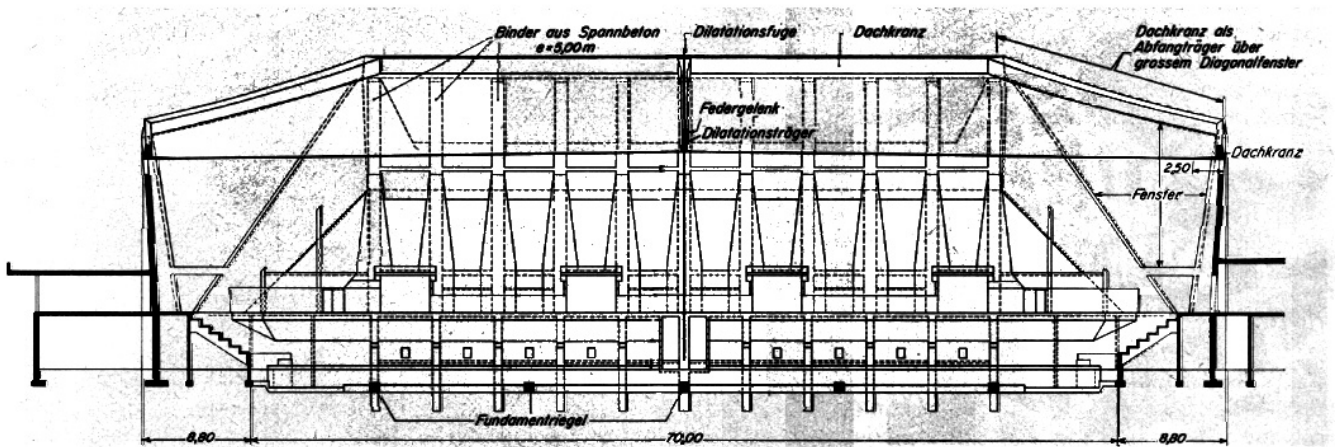 Binder aus Spannbeton
e=5,00m
Dilatationsfuge
Dachkranz
Dachkranz als
Abfangträger über
grossem Diagonalfenster
Federgelenk
Dilatationsträger
Dachkranz
2,50
Fenster
Fundamentriegel
8,80
70,00
8,80